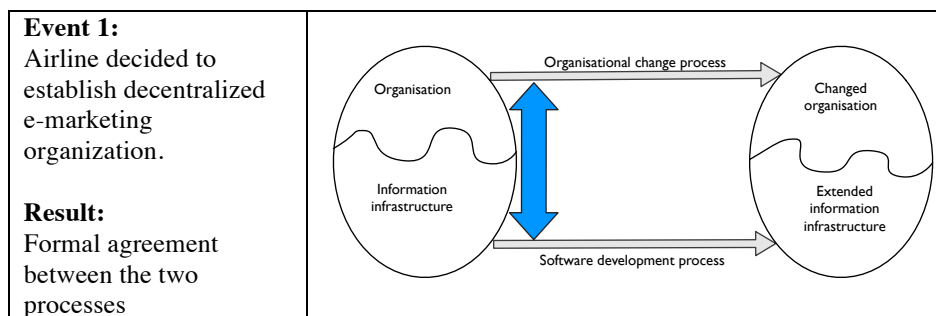 Event 1:
Airline decided to
establish decentralized
e-marketing
organization.
Result:
Formal agreement
between the two
processes
Organisational change process
Organisation
Information
infrastructure
Changed
organisation
Extended
information
infrastructure
Software development process